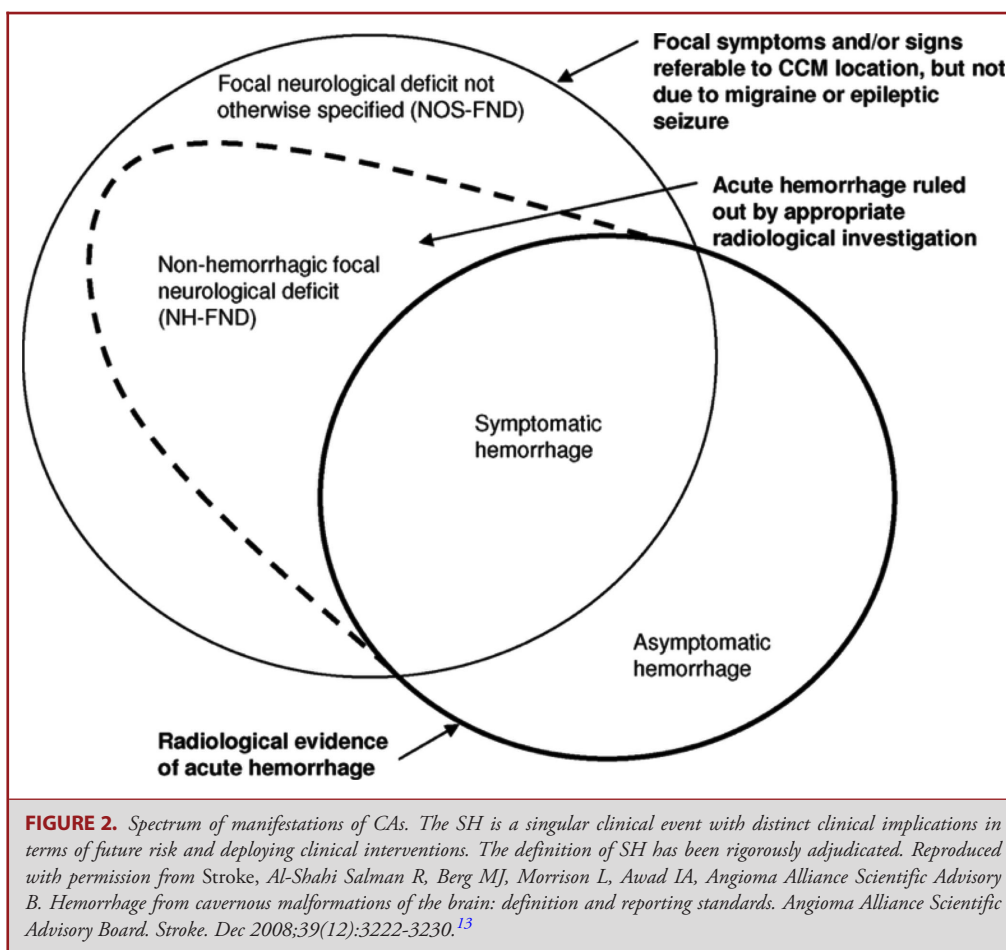 Focal neurological deficit not
otherwise specified (NOS-FND)
Focal symptoms and/or signs
referable to CCM location, but not
due to migraine or epileptic
seizure
Acute hemorrhage ruled
out by appropriate
radiological investigation
Non-hemorrhagic focal
neurological deficit
(NH-FND)
Symptomatic
hemorrhage
Asymptomatic
hemorrhage
Radiological evidence
of acute hemorrhage
FIGURE 2. Spectrum of manifestations of CAs. The SH is a singular clinical event with distinct clinical implications in
terms of future risk and deploying clinical interventions. The definition of SH has been rigorously adjudicated. Reproduced
with permission from Stroke, Al-Shahi Salman R, Berg MJ, Morrison L, Awad IA, Angioma Alliance Scientific Advisory
B. Hemorrhage from cavernous malformations of the brain: definition and reporting standards. Angioma Alliance Scientific
Advisory Board. Stroke. Dec 2008;39(12):3222-3230.13